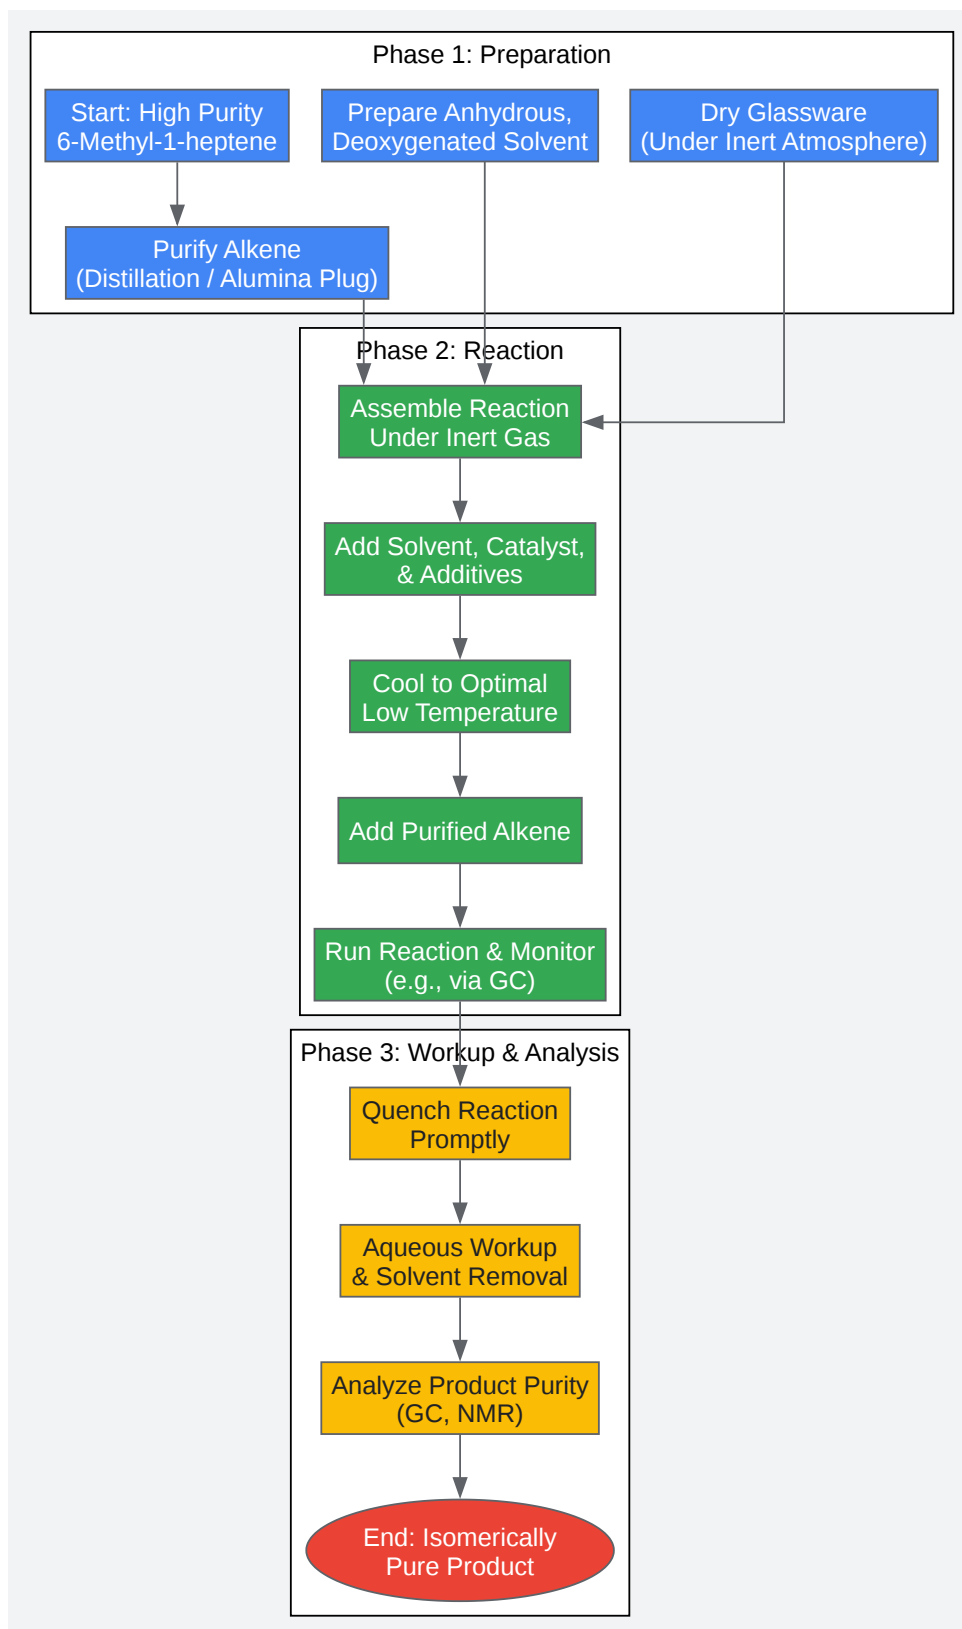 Phase 1: Preparation
Start: High Purity
6-Methyl-1-heptene
Prepare Anhydrous,
Deoxygenated Solvent
Dry Glassware
(Under Inert Atmosphere)
Purify Alkene
(Distillation / Alumina Plug)
Phase 2: Reaction
Assemble Reaction
Under Inert Gas
Add Solvent, Catalyst,
& Additives
Cool to Optimal
Low Temperature
Add Purified Alkene
Run Reaction & Monitor
(e.g., via GC)
Phase 3: Workup & Analysis
Quench Reaction
Promptly
Aqueous Workup
& Solvent Removal
Analyze Product Purity
(GC, NMR)
End: Isomerically
Pure Product